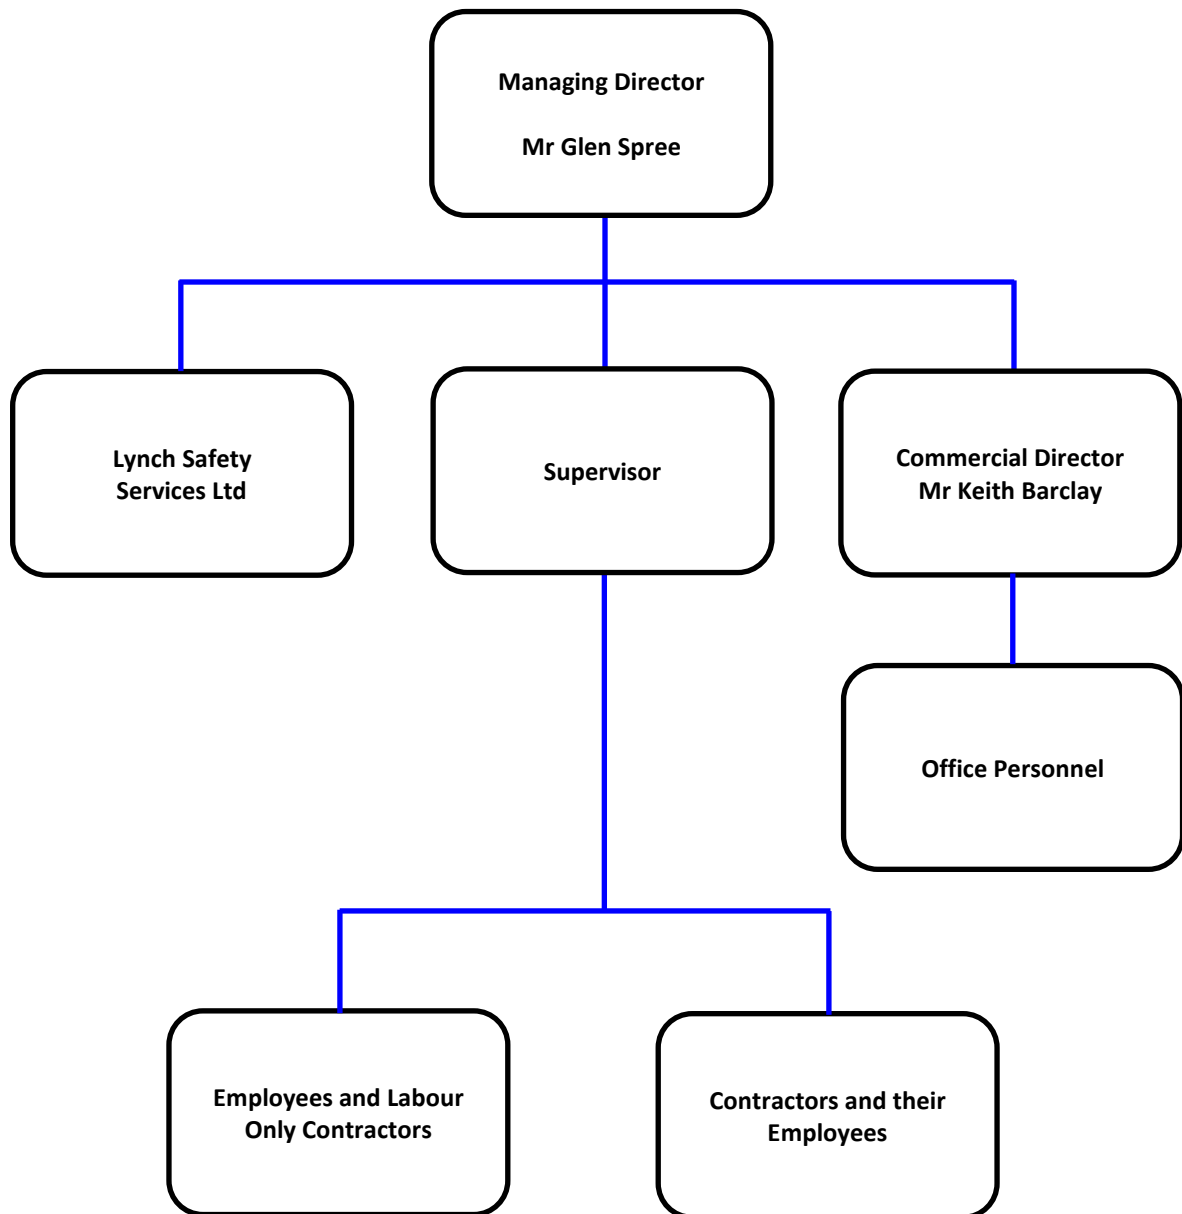 Managing Director
Mr Glen Spree
Lynch Safety
Services Ltd
Supervisor
Commercial Director
Mr Keith Barclay
Office Personnel
Employees and Labour
Only Contractors
Contractors and their
Employees